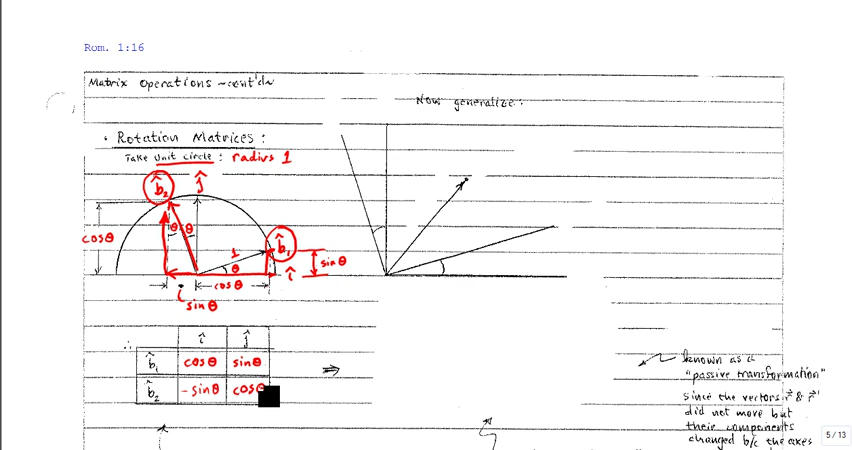 Rom. 1:16
Matrix Operations - cont'd
Now generalize:
• Rotation Matrices:
Take Unit circle: radius 1
b̂₂
ĵ
θ
θ
cosθ
1
b̂₁
θ
sinθ
î
cosθ
sinθ
∴
î ĵ
b̂₁ cosθ sinθ
b̂₂ -sinθ cosθ
⇒
known as a
"passive transformation"
since the vectors r⃗ & r⃗'
did not move but
their components
changed b/c the axes
5 / 13